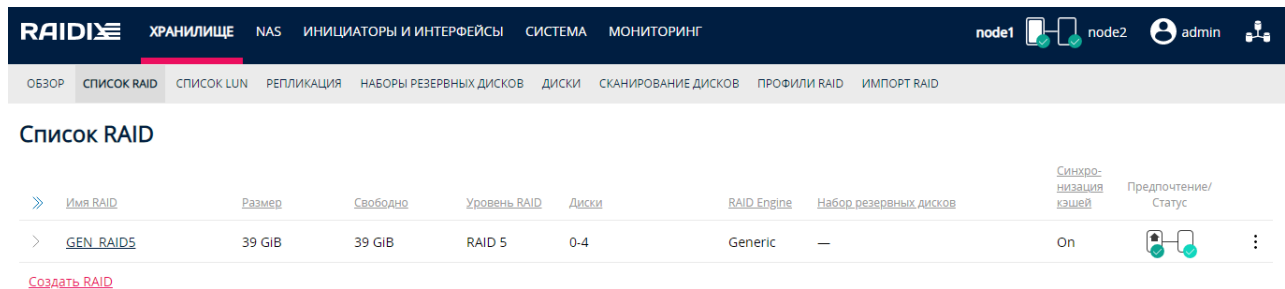 RAIDIX ХРАНИЛИЩЕ NAS ИНИЦИАТОРЫ И ИНТЕРФЕЙСЫ СИСТЕМА МОНИТОРИНГ node1 node2 admin
ОБЗОР СПИСОК RAID СПИСОК LUN РЕПЛИКАЦИЯ НАБОРЫ РЕЗЕРВНЫХ ДИСКОВ ДИСКИ СКАНИРОВАНИЕ ДИСКОВ ПРОФИЛИ RAID ИМПОРТ RAID
Список RAID
Имя RAID Размер Свободно Уровень RAID Диски RAID Engine Набор резервных дисков
Синхро-
низация
кэшей
Предпочтение/
Статус
GEN_RAID5 39 GiB 39 GiB RAID 5 0-4 Generic — On
Создать RAID